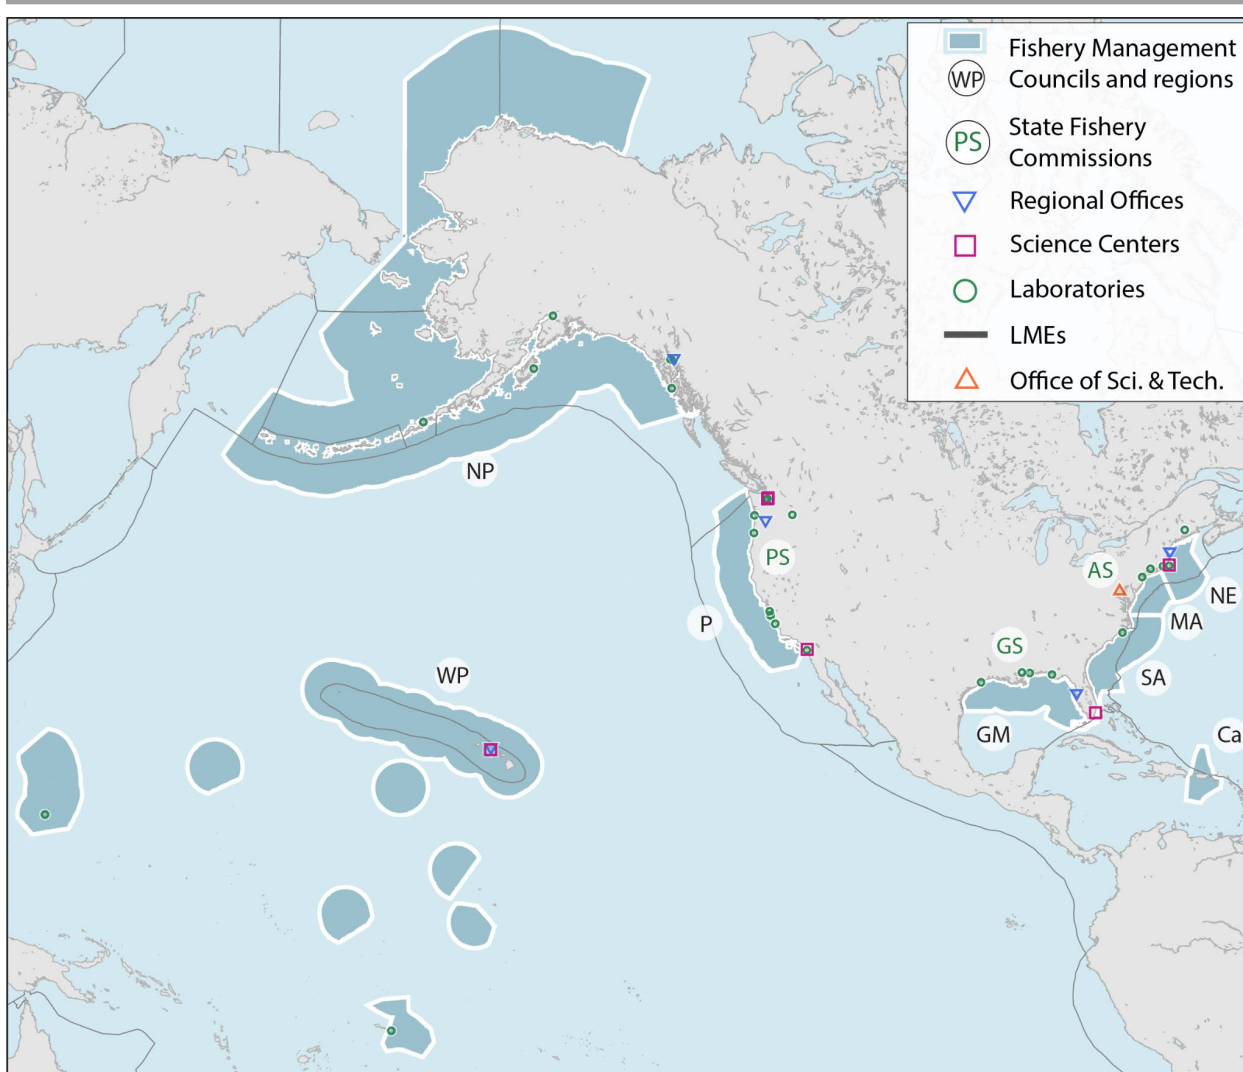 Fishery Management
WP Councils and regions
PS State Fishery
Commissions
Regional Offices
Science Centers
Laboratories
LMEs
Office of Sci. & Tech.
NP
PS
AS
NE
P
MA
GS
WP
SA
GM
Ca